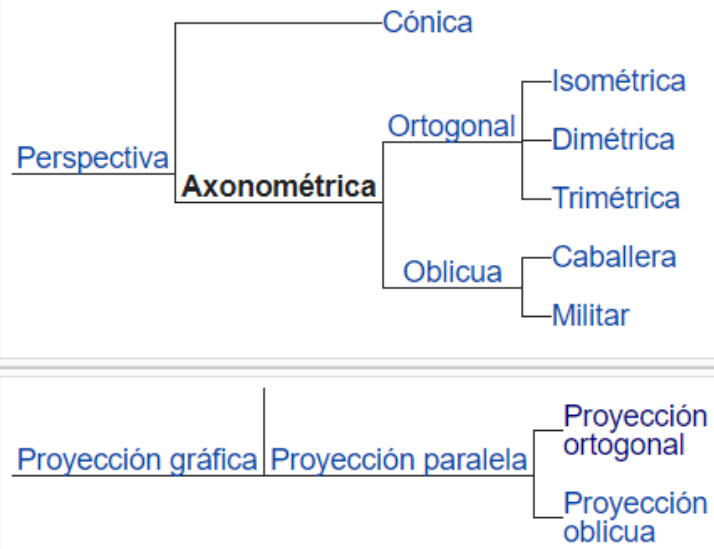 Cónica
Isométrica
Ortogonal
Dimétrica
Perspectiva
Axonométrica
Trimétrica
Caballera
Oblicua
Militar
Proyección
ortogonal
Proyección gráfica
Proyección paralela
Proyección
oblicua